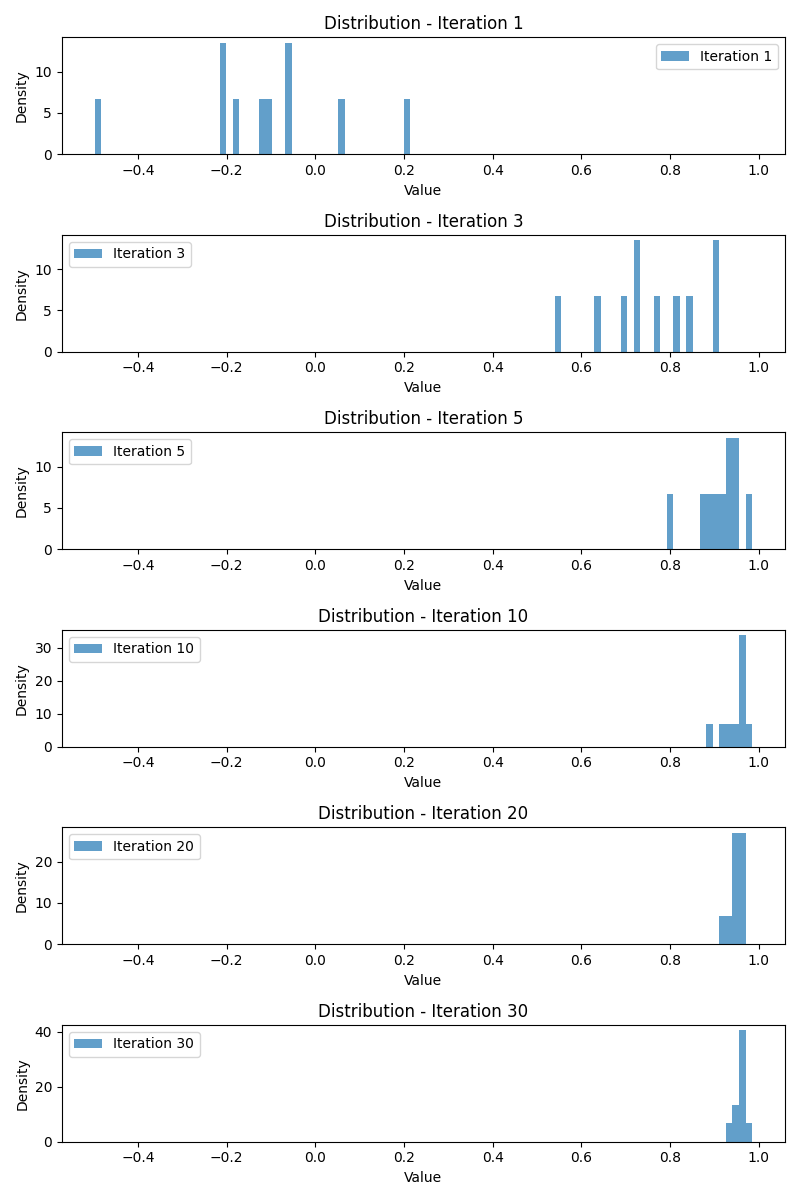 Distribution - Iteration 1
Density
10
5
0
Iteration 1
−0.4 −0.2 0.0 0.2 0.4 0.6 0.8 1.0
Value
Distribution - Iteration 3
Density
10
5
0
Iteration 3
−0.4 −0.2 0.0 0.2 0.4 0.6 0.8 1.0
Value
Distribution - Iteration 5
Density
10
5
0
Iteration 5
−0.4 −0.2 0.0 0.2 0.4 0.6 0.8 1.0
Value
Distribution - Iteration 10
Density
30
20
10
0
Iteration 10
−0.4 −0.2 0.0 0.2 0.4 0.6 0.8 1.0
Value
Distribution - Iteration 20
Density
20
10
0
Iteration 20
−0.4 −0.2 0.0 0.2 0.4 0.6 0.8 1.0
Value
Distribution - Iteration 30
Density
40
20
0
Iteration 30
−0.4 −0.2 0.0 0.2 0.4 0.6 0.8 1.0
Value